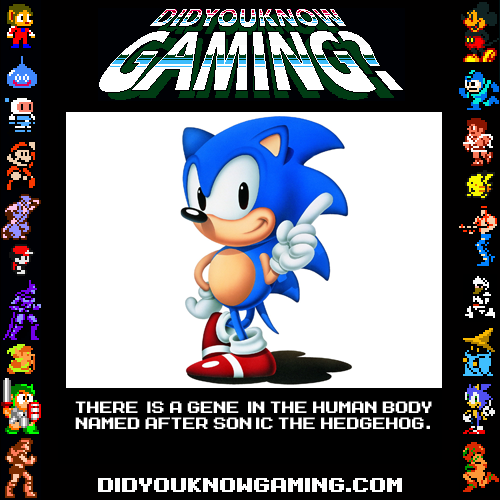 DIDYOUKNOW
GAMING?
THERE IS A GENE IN THE HUMAN BODY
NAMED AFTER SONIC THE HEDGEHOG.
DIDYOUKNOWGAMING.COM